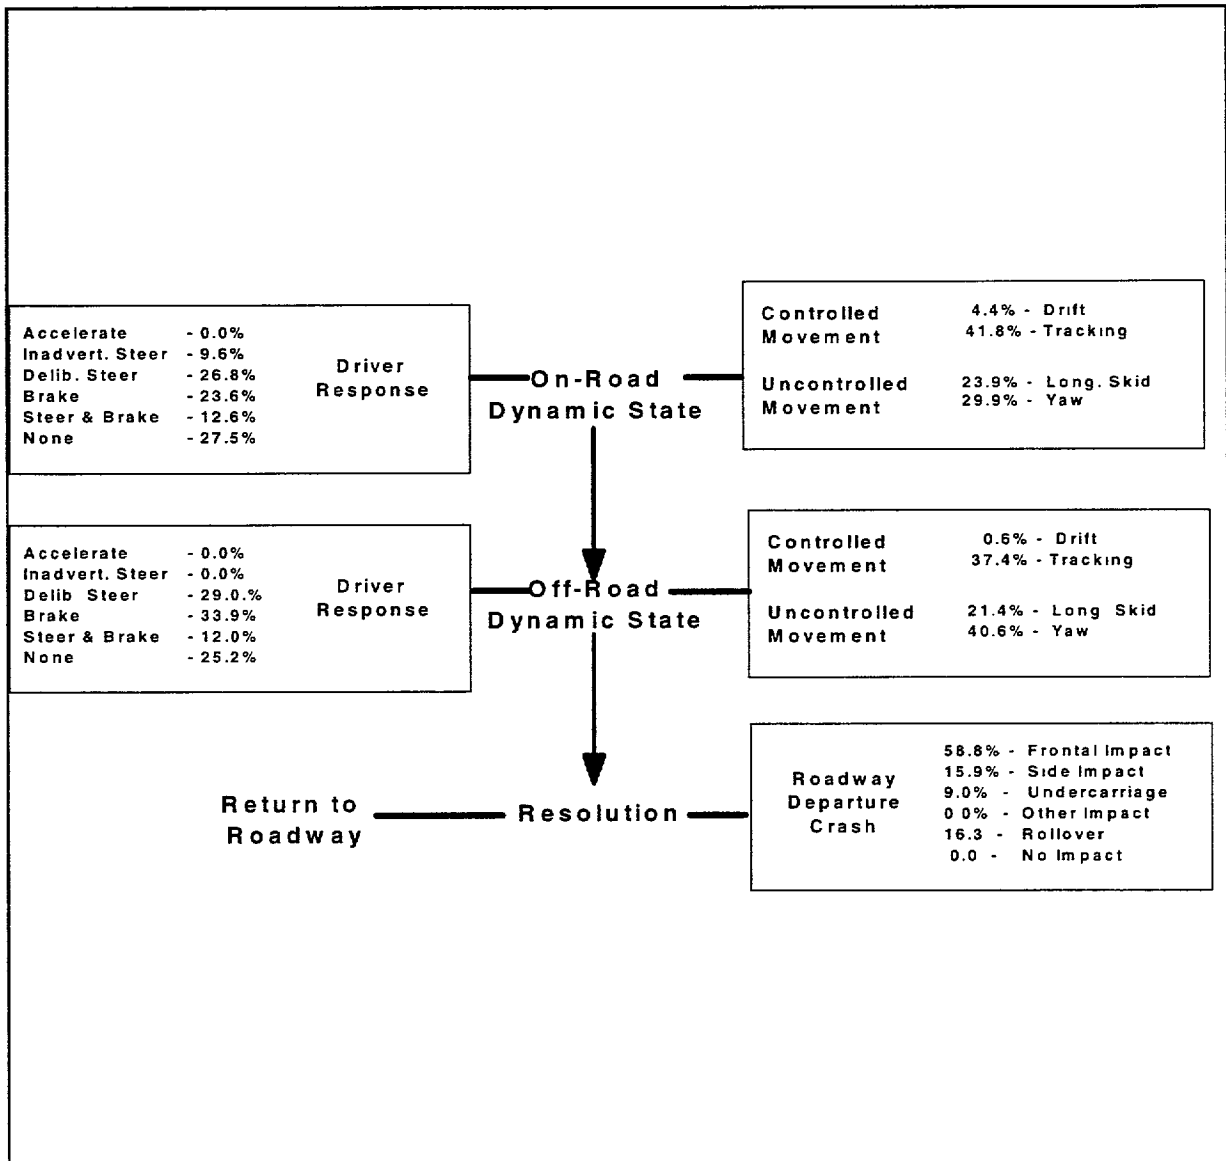 Accelerate - 0.0%
Inadvert. Steer - 9.6%
Delib. Steer - 26.8%
Brake - 23.6%
Steer & Brake - 12.6%
None - 27.5%
Driver
Response
On-Road
Dynamic State
Controlled 4.4% - Drift
Movement 41.8% - Tracking
Uncontrolled 23.9% - Long. Skid
Movement 29.9% - Yaw
Accelerate - 0.0%
Inadvert. Steer - 0.0%
Delib Steer - 29.0.%
Brake - 33.9%
Steer & Brake - 12.0%
None - 25.2%
Driver
Response
Off-Road
Dynamic State
Controlled 0.6% - Drift
Movement 37.4% - Tracking
Uncontrolled 21.4% - Long Skid
Movement 40.6% - Yaw
Return to
Roadway
Resolution
Roadway
Departure
Crash
58.8% - Frontal Impact
15.9% - Side Impact
9.0% - Undercarriage
0 0% - Other Impact
16.3 - Rollover
0.0 - No Impact